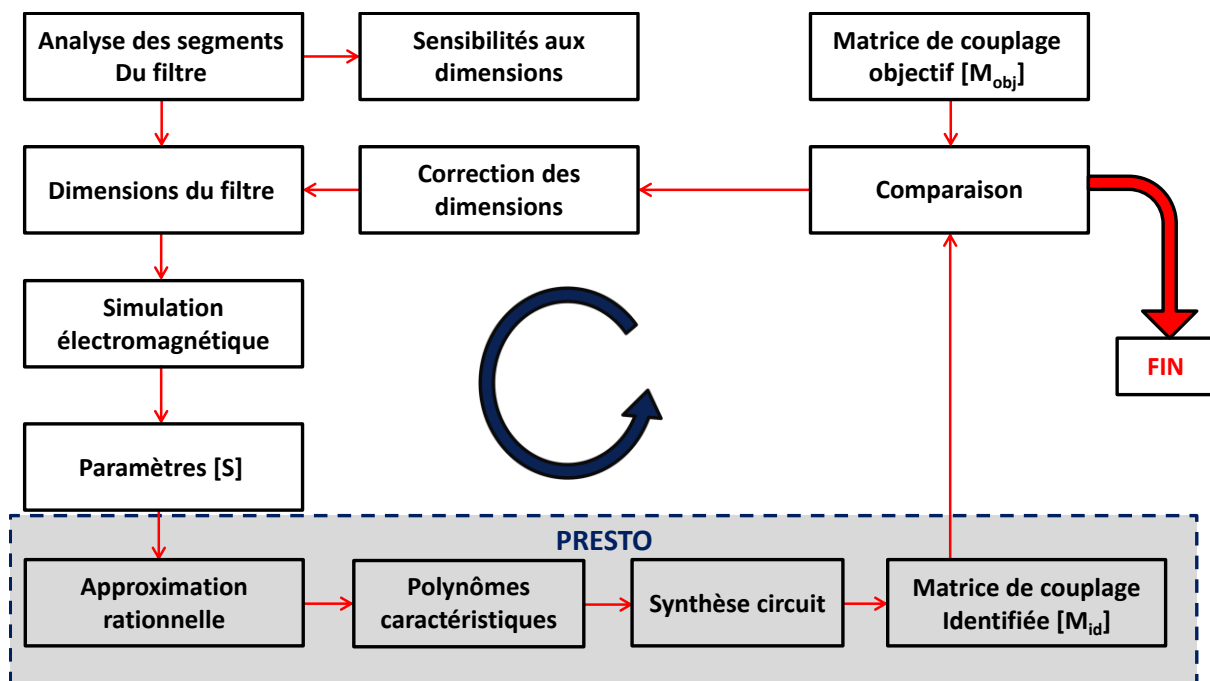 Analyse des segments
Du filtre
Sensibilités aux
dimensions
Matrice de couplage
objectif [Mobj]
Dimensions du filtre
Correction des
dimensions
Comparaison
Simulation
électromagnétique
FIN
Paramètres [S]
PRESTO
Approximation
rationnelle
Polynômes
caractéristiques
Synthèse circuit
Matrice de couplage
Identifiée [Mid]